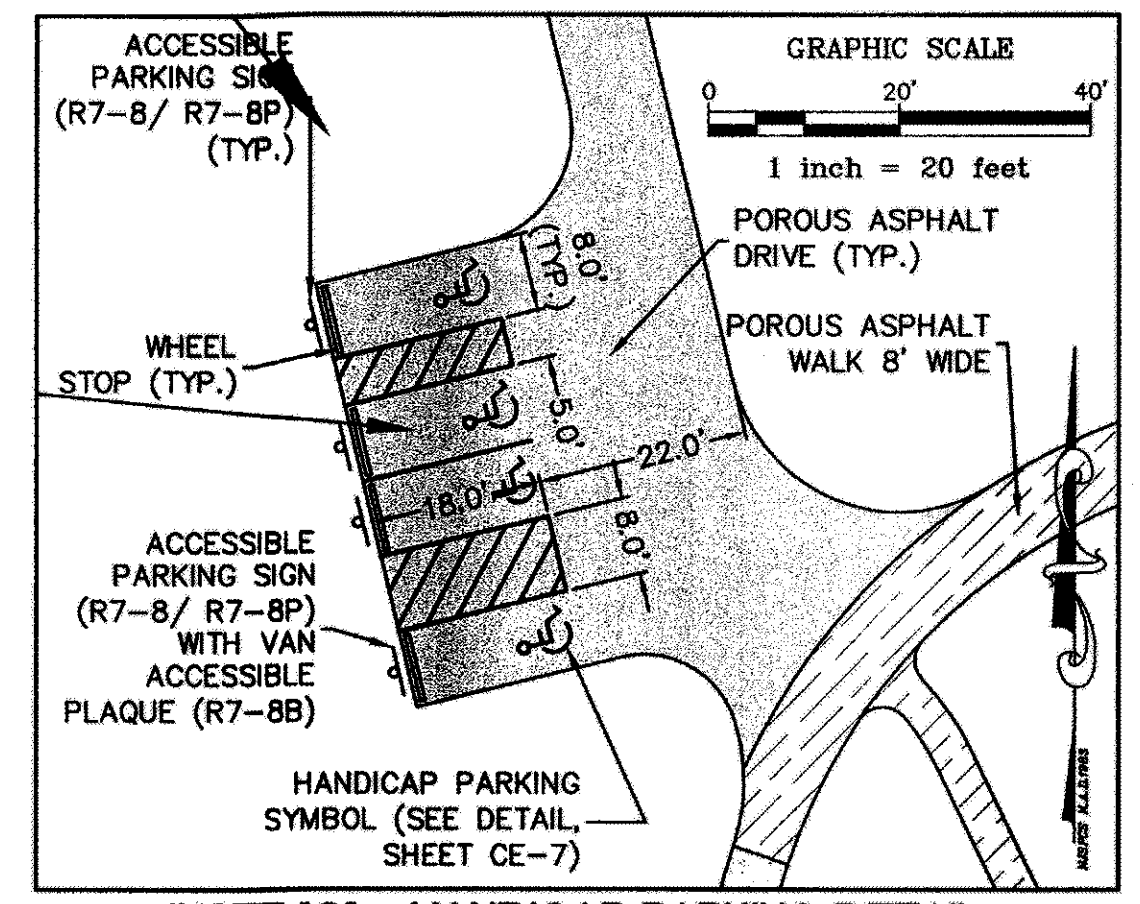 ACCESSIBLE
PARKING SIGN
(R7-8/ R7-8P)
(TYP.)
GRAPHIC SCALE
0 20' 40'
1 inch = 20 feet
POROUS ASPHALT
DRIVE (TYP.)
8.0'
(TYP.)
POROUS ASPHALT
WALK 8' WIDE
WHEEL
STOP (TYP.)
5.0'
22.0'
18.0'
8.0'
ACCESSIBLE
PARKING SIGN
(R7-8/ R7-8P)
WITH VAN
ACCESSIBLE
PLAQUE (R7-8B)
HANDICAP PARKING
SYMBOL (SEE DETAIL,
SHEET CE-7)
N.A.D.1983